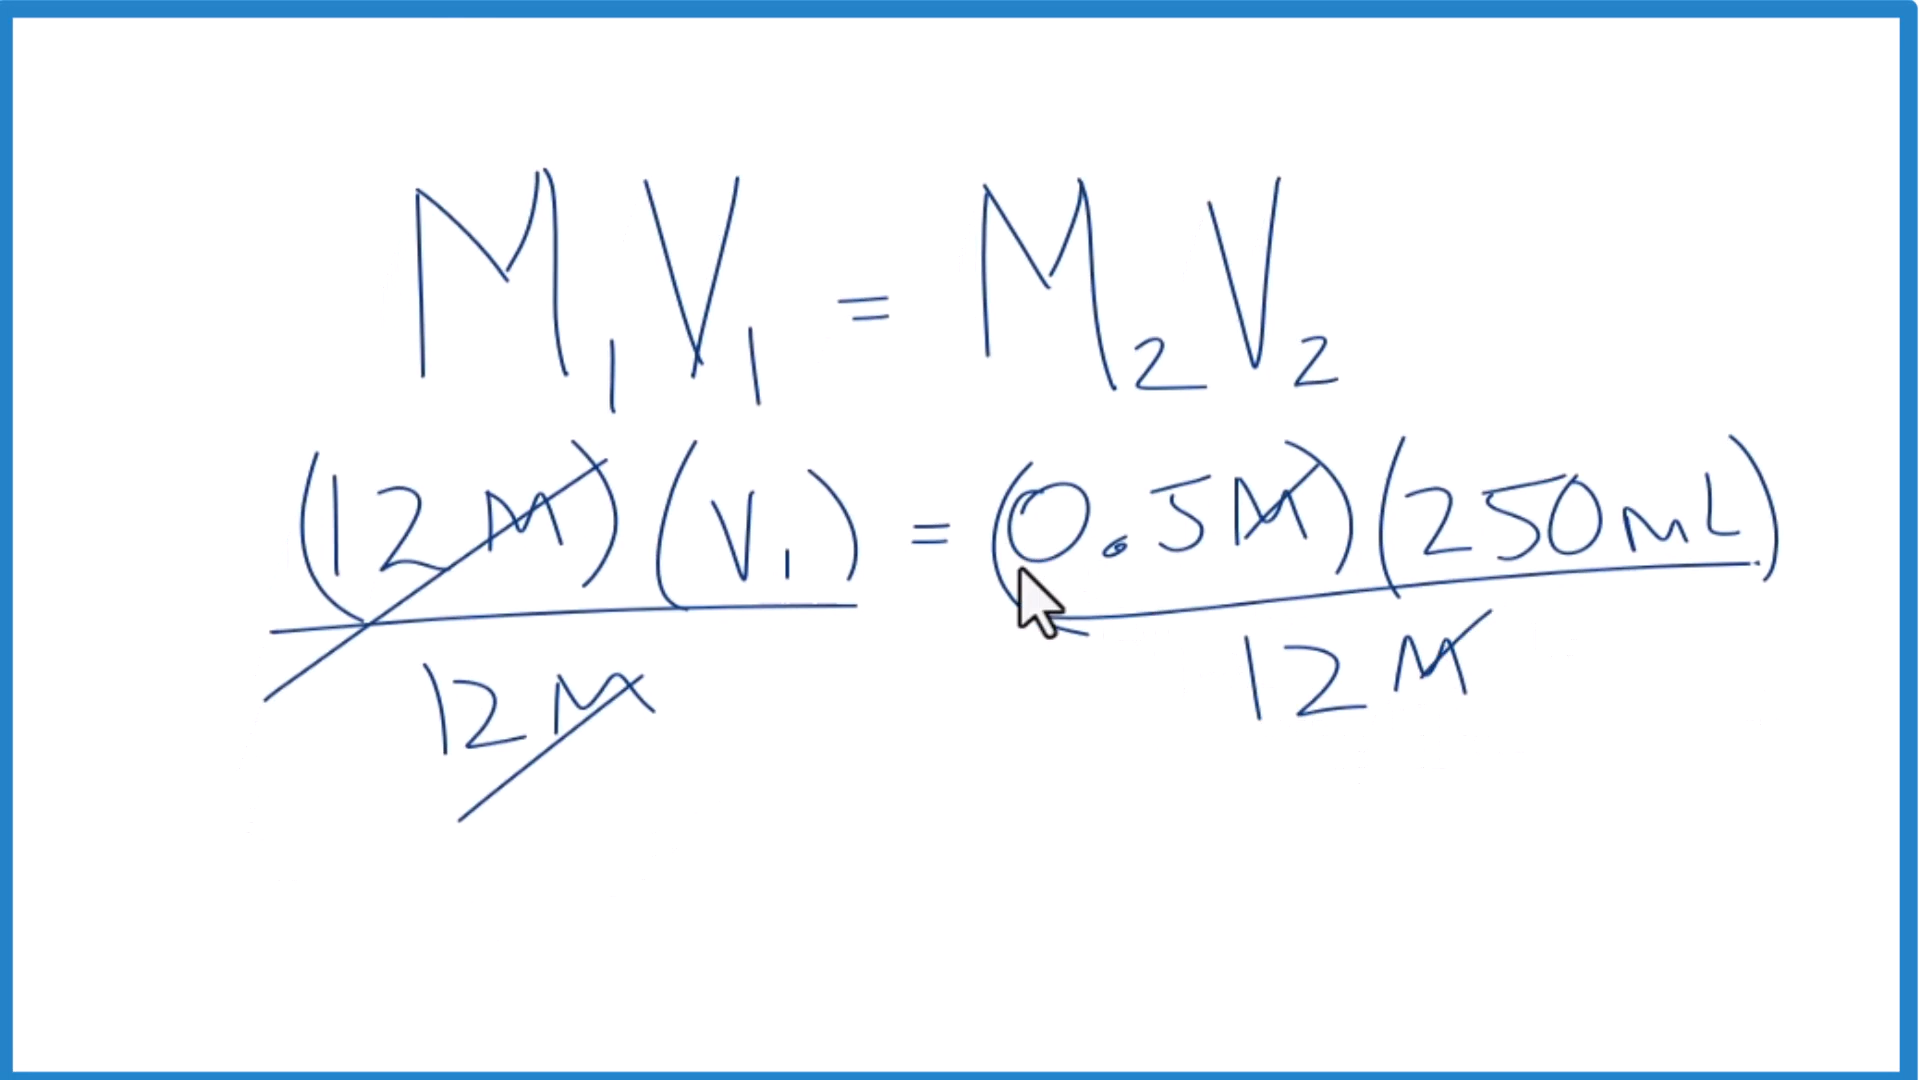 M₁V₁ = M₂V₂
(12M)(V₁) = (0.5M)(250mL)
12M 12M